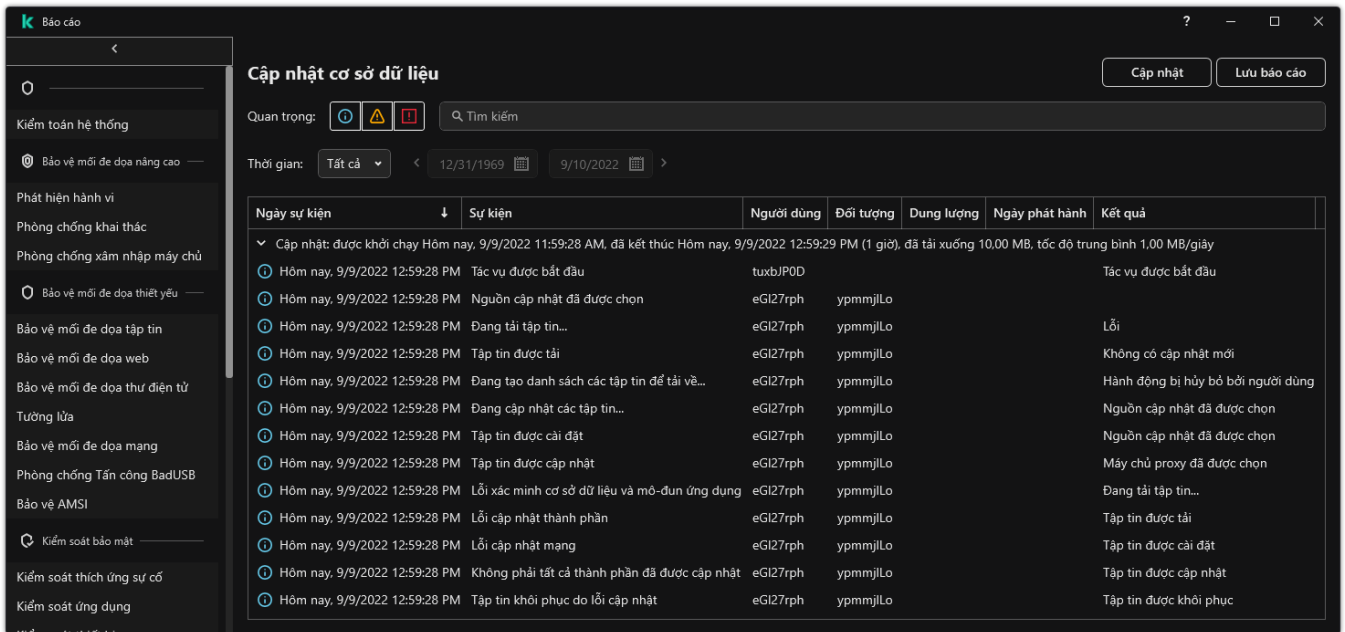 Báo cáo
?
Kiểm toán hệ thống
Bảo vệ mối đe dọa nâng cao
Phát hiện hành vi
Phòng chống khai thác
Phòng chống xâm nhập máy chủ
Bảo vệ mối đe dọa thiết yếu
Bảo vệ mối đe dọa tập tin
Bảo vệ mối đe dọa web
Bảo vệ mối đe dọa thư điện tử
Tường lửa
Bảo vệ mối đe dọa mạng
Phòng chống Tấn công BadUSB
Bảo vệ AMSI
Kiểm soát bảo mật
Kiểm soát thích ứng sự cố
Kiểm soát ứng dụng
Cập nhật cơ sở dữ liệu
Cập nhật Lưu báo cáo
Quan trọng: Tìm kiếm
Thời gian: Tất cả 12/31/1969 9/10/2022
Ngày sự kiện Sự kiện Người dùng Đối tượng Dung lượng Ngày phát hành Kết quả
Cập nhật: được khởi chạy Hôm nay, 9/9/2022 11:59:28 AM, đã kết thúc Hôm nay, 9/9/2022 12:59:29 PM (1 giờ), đã tải xuống 10,00 MB, tốc độ trung bình 1,00 MB/giây
Hôm nay, 9/9/2022 12:59:28 PM Tác vụ được bắt đầu tuxbJP0D Tác vụ được bắt đầu
Hôm nay, 9/9/2022 12:59:28 PM Nguồn cập nhật đã được chọn eGl27rph ypmmjlLo
Hôm nay, 9/9/2022 12:59:28 PM Đang tải tập tin... eGl27rph ypmmjlLo Lỗi
Hôm nay, 9/9/2022 12:59:28 PM Tập tin được tải eGl27rph ypmmjlLo Không có cập nhật mới
Hôm nay, 9/9/2022 12:59:28 PM Đang tạo danh sách các tập tin để tải về... eGl27rph ypmmjlLo Hành động bị hủy bỏ bởi người dùng
Hôm nay, 9/9/2022 12:59:28 PM Đang cập nhật các tập tin... eGl27rph ypmmjlLo Nguồn cập nhật đã được chọn
Hôm nay, 9/9/2022 12:59:28 PM Tập tin được cài đặt eGl27rph ypmmjlLo Nguồn cập nhật đã được chọn
Hôm nay, 9/9/2022 12:59:28 PM Tập tin được cập nhật eGl27rph ypmmjlLo Máy chủ proxy đã được chọn
Hôm nay, 9/9/2022 12:59:28 PM Lỗi xác minh cơ sở dữ liệu và mô-đun ứng dụng eGl27rph ypmmjlLo Đang tải tập tin...
Hôm nay, 9/9/2022 12:59:28 PM Lỗi cập nhật thành phần eGl27rph ypmmjlLo Tập tin được tải
Hôm nay, 9/9/2022 12:59:28 PM Lỗi cập nhật mạng eGl27rph ypmmjlLo Tập tin được cài đặt
Hôm nay, 9/9/2022 12:59:28 PM Không phải tất cả thành phần đã được cập nhật eGl27rph ypmmjlLo Tập tin được cập nhật
Hôm nay, 9/9/2022 12:59:28 PM Tập tin khôi phục do lỗi cập nhật eGl27rph ypmmjlLo Tập tin được khôi phục